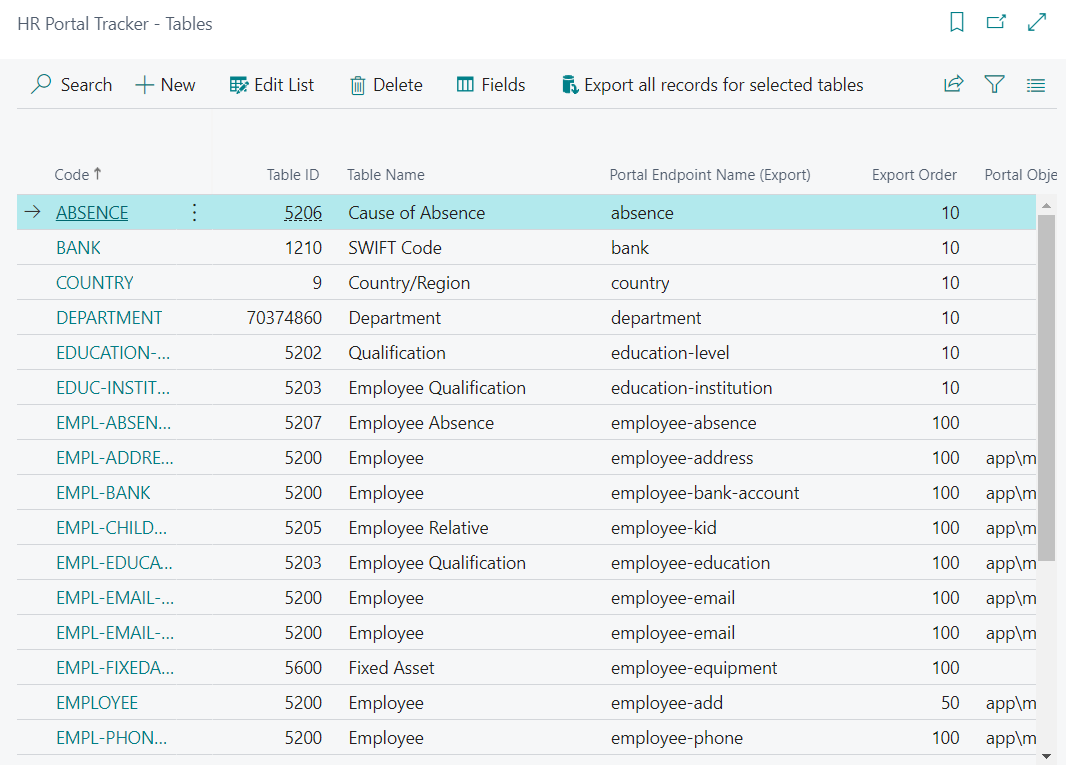 HR Portal Tracker - Tables
Search New Edit List Delete Fields Export all records for selected tables
Code ↑ Table ID Table Name Portal Endpoint Name (Export) Export Order Portal Obje
ABSENCE 5206 Cause of Absence absence 10
BANK 1210 SWIFT Code bank 10
COUNTRY 9 Country/Region country 10
DEPARTMENT 70374860 Department department 10
EDUCATION-... 5202 Qualification education-level 10
EDUC-INSTIT... 5203 Employee Qualification education-institution 10
EMPL-ABSEN... 5207 Employee Absence employee-absence 100
EMPL-ADDRE... 5200 Employee employee-address 100 app\m
EMPL-BANK 5200 Employee employee-bank-account 100 app\m
EMPL-CHILD... 5205 Employee Relative employee-kid 100 app\m
EMPL-EDUCA... 5203 Employee Qualification employee-education 100 app\m
EMPL-EMAIL-... 5200 Employee employee-email 100 app\m
EMPL-EMAIL-... 5200 Employee employee-email 100 app\m
EMPL-FIXEDA... 5600 Fixed Asset employee-equipment 100
EMPLOYEE 5200 Employee employee-add 50 app\m
EMPL-PHON... 5200 Employee employee-phone 100 app\m